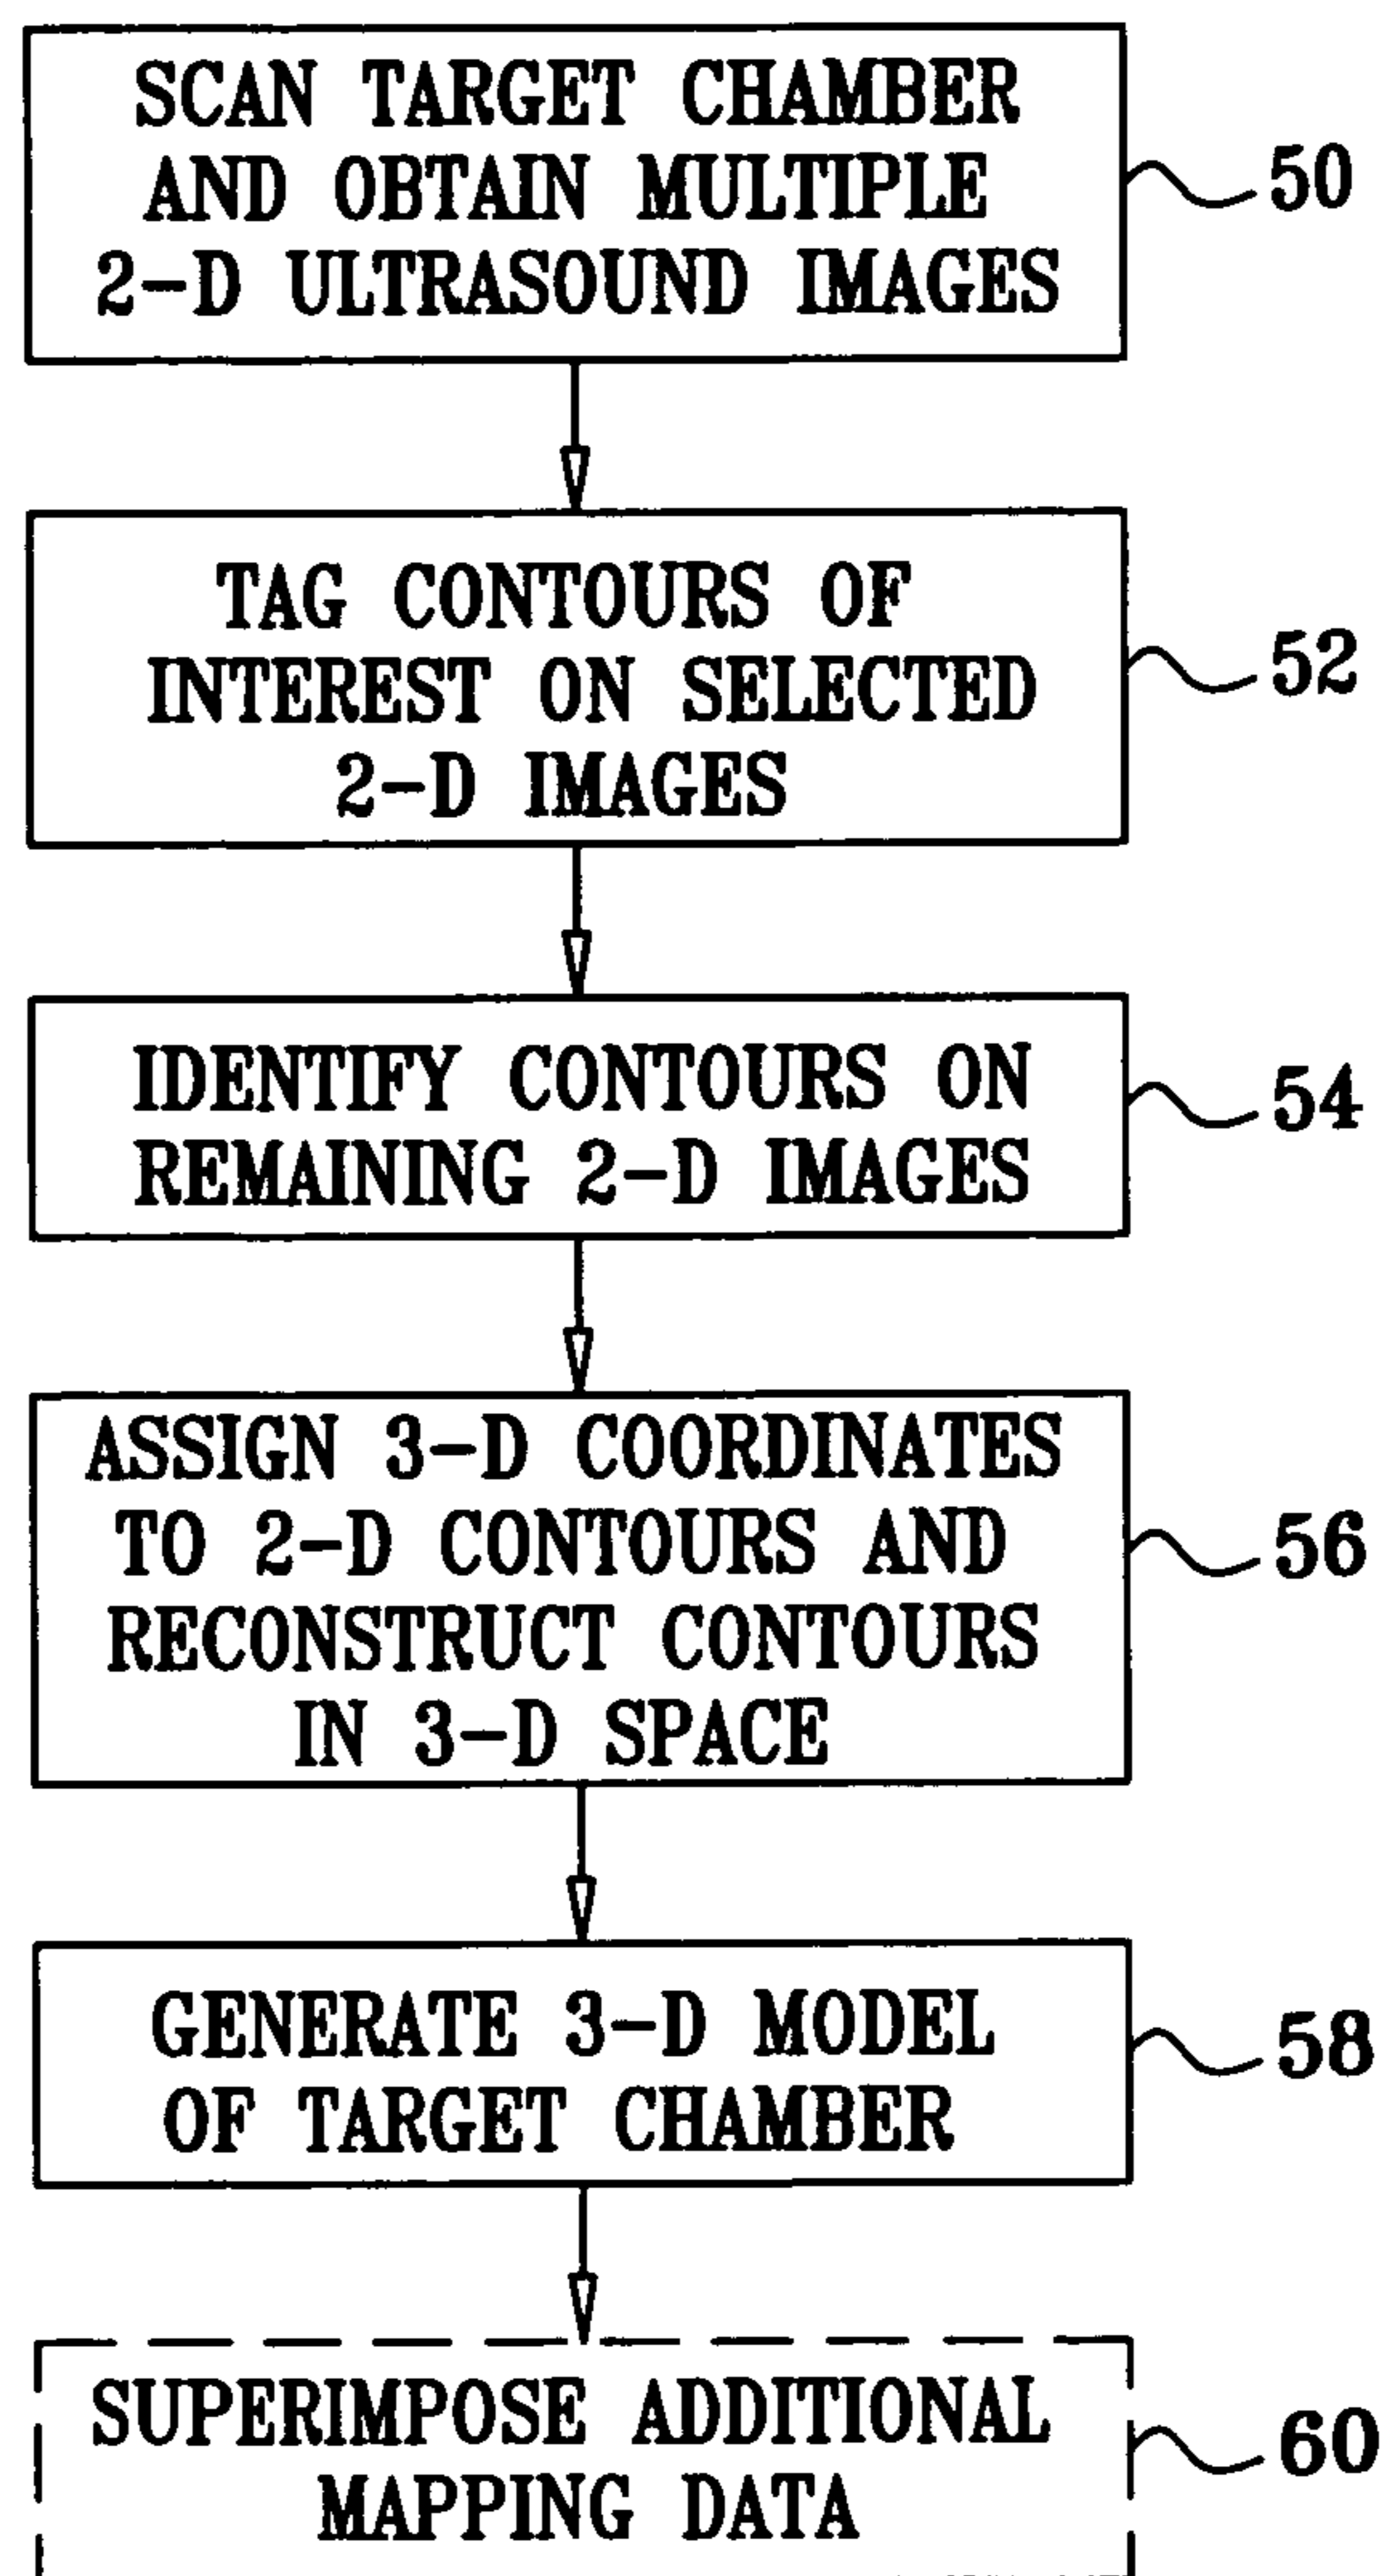 SCAN TARGET CHAMBER
AND OBTAIN MULTIPLE
2-D ULTRASOUND IMAGES
50
TAG CONTOURS OF
INTEREST ON SELECTED
2-D IMAGES
52
IDENTIFY CONTOURS ON
REMAINING 2-D IMAGES
54
ASSIGN 3-D COORDINATES
TO 2-D CONTOURS AND
RECONSTRUCT CONTOURS
IN 3-D SPACE
56
GENERATE 3-D MODEL
OF TARGET CHAMBER
58
SUPERIMPOSE ADDITIONAL
MAPPING DATA
60